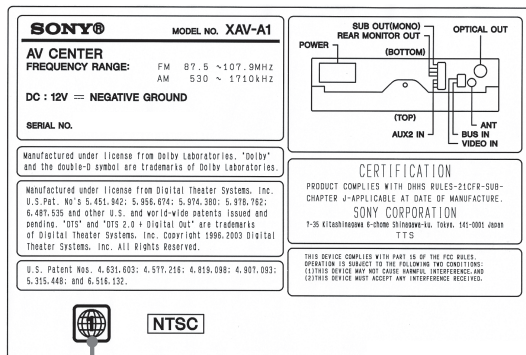 SONY® MODEL NO. XAV-A1
AV CENTER
FREQUENCY RANGE: FM 87.5 ~107.9MHz
AM 530 ~ 1710kHz
DC : 12V ⎓ NEGATIVE GROUND
SERIAL NO.
SUB OUT(MONO)
REAR MONITOR OUT
OPTICAL OUT
POWER
(BOTTOM)
(TOP)
ANT
AUX2 IN
BUS IN
VIDEO IN
Manufactured under license from Dolby Laboratories. "Dolby"
and the double-D symbol are trademarks of Dolby Laboratories.
Manufactured under license from Digital Theater Systems, Inc.
U.S.Pat. No's 5.451.942; 5.956.674; 5.974.380; 5.978.762;
6.487.535 and other U.S. and world-wide patents issued and
pending. "DTS" and "DTS 2.0 + Digital Out" are trademarks
of Digital Theater Systems, Inc. Copyright 1996.2003 Digital
Theater Systems, Inc. All Rights Reserved.
U.S. Patent Nos. 4.631.603; 4.577.216; 4.819.098; 4.907.093;
5.315.448; and 6.516.132.
CERTIFICATION
PRODUCT COMPLIES WITH DHHS RULES-21CFR-SUB-
CHAPTER J-APPLICABLE AT DATE OF MANUFACTURE.
SONY CORPORATION
7-35 Kitashinagawa 6-chome Shinagawa-ku, Tokyo, 141-0001 Japan
TTS
THIS DEVICE COMPLIES WITH PART 15 OF THE FCC RULES.
OPERATION IS SUBJECT TO THE FOLLOWING TWO CONDITIONS:
(1)THIS DEVICE MAY NOT CAUSE HARMFUL INTERFERENCE,AND
(2)THIS DEVICE MUST ACCEPT ANY INTERFERENCE RECEIVED,
1
NTSC